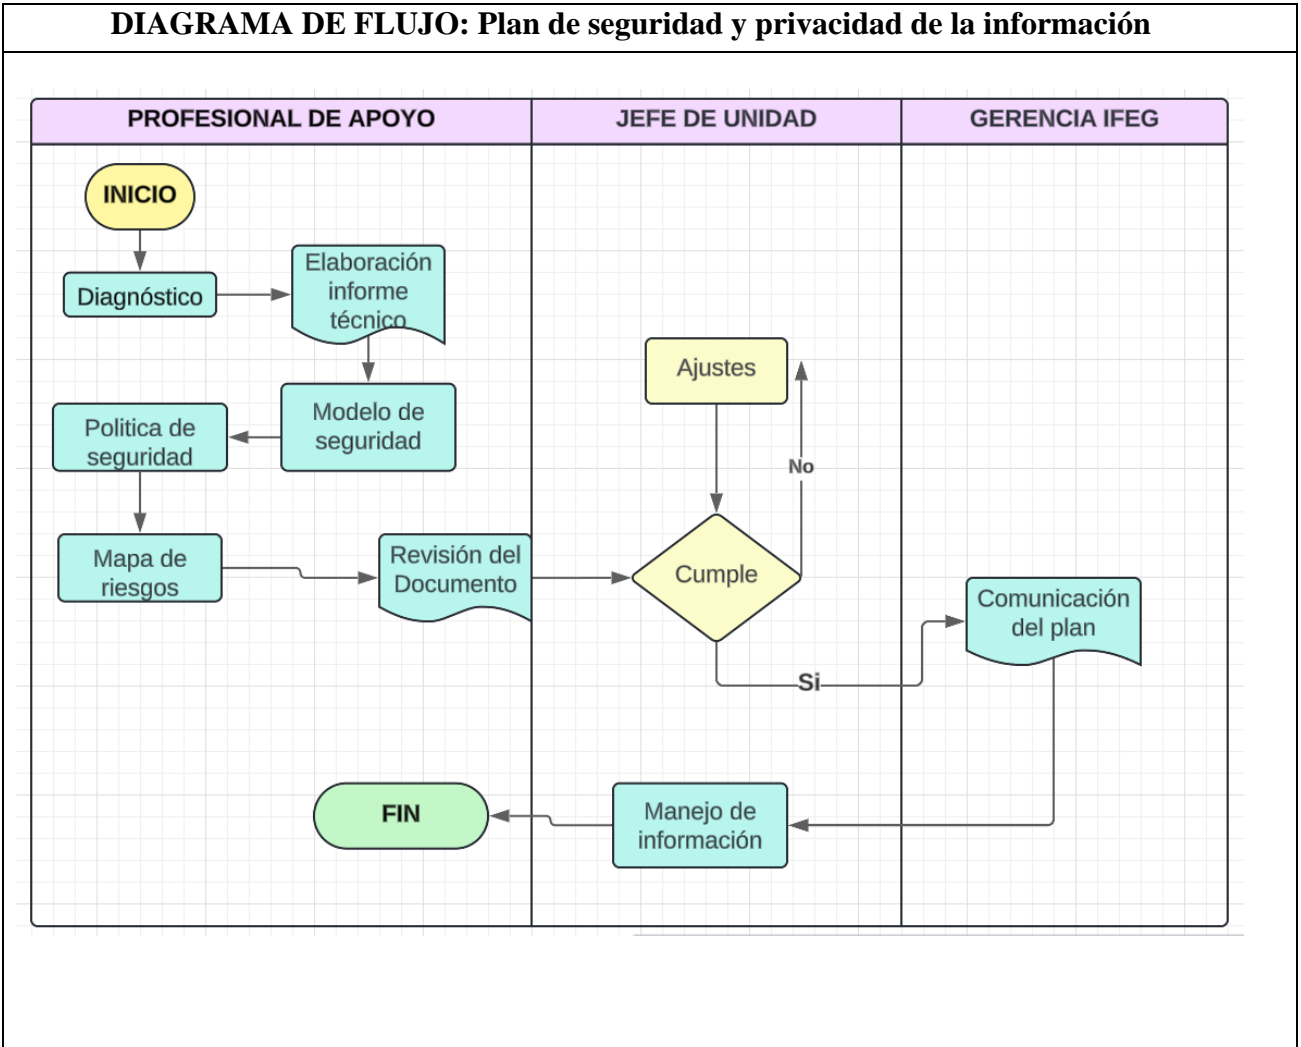 DIAGRAMA DE FLUJO: Plan de seguridad y privacidad de la información
PROFESIONAL DE APOYO
JEFE DE UNIDAD
GERENCIA IFEG
INICIO
Diagnóstico
Elaboración
informe
técnico
Modelo de
seguridad
Politica de
seguridad
Mapa de
riesgos
Revisión del
Documento
Ajustes
No
Cumple
Si
Comunicación
del plan
Manejo de
información
FIN